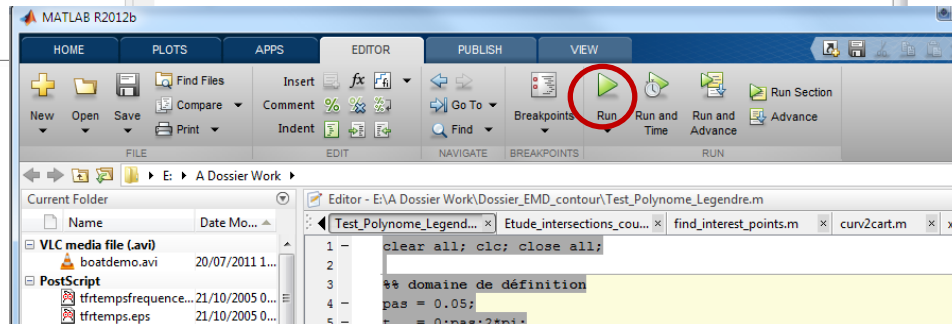 MATLAB R2012b
HOME PLOTS APPS EDITOR PUBLISH VIEW
New Open Save Find Files Compare Print
Insert fx Comment Indent
Go To Find
Breakpoints Run Run and Time Run and Advance Run Section Advance
FILE EDIT NAVIGATE BREAKPOINTS RUN
E: A Dossier Work
Current Folder
Name Date Mo...
VLC media file (.avi)
boatdemo.avi 20/07/2011 1...
PostScript
tfrtempsfrequence... 21/10/2005 0...
tfrtemps.eps 21/10/2005 0...
Editor - E:\A Dossier Work\Dossier_EMD_contour\Test_Polynome_Legendre.m
Test_Polynome_Legend... × Etude_intersections_cou... × find_interest_points.m × curv2cart.m ×
1 – clear all; clc; close all;
2
3 %% domaine de définition
4 – pas = 0.05;
5 – = 0:pas:2*pi;